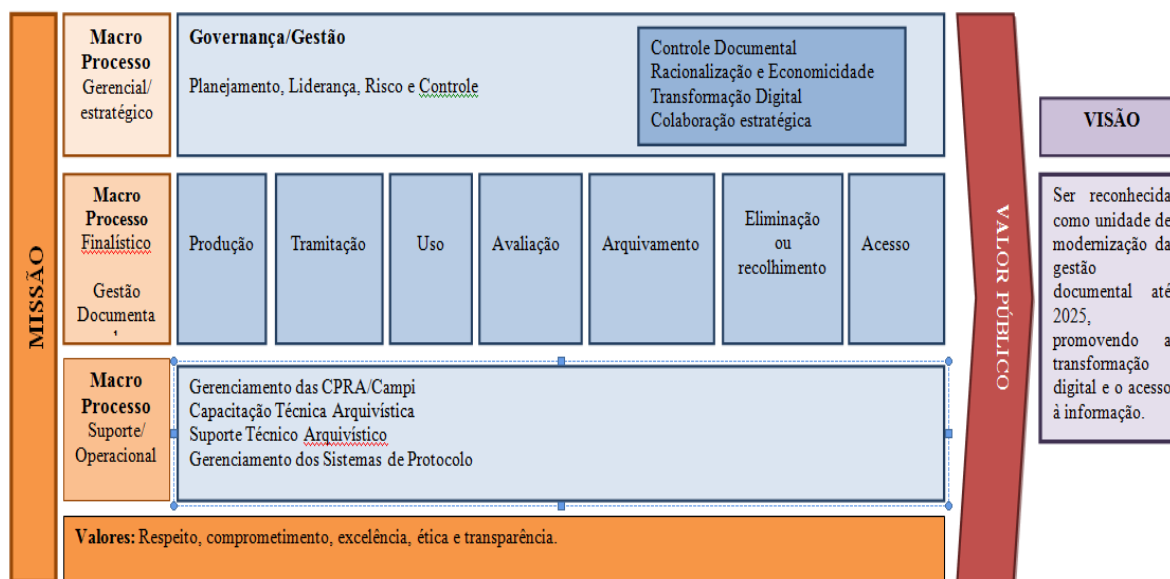 MISSÃO
Macro
Processo
Gerencial/
estratégico
Governança/Gestão
Planejamento, Liderança, Risco e Controle
Controle Documental
Racionalização e Economicidade
Transformação Digital
Colaboração estratégica
Macro
Processo
Finalístico
Gestão
Documenta
Produção
Tramitação
Uso
Avaliação
Arquivamento
Eliminação
ou
recolhimento
Acesso
Macro
Processo
Suporte/
Operacional
Gerenciamento das CPRA/Campi
Capacitação Técnica Arquivística
Suporte Técnico Arquivístico
Gerenciamento dos Sistemas de Protocolo
Valores: Respeito, comprometimento, excelência, ética e transparência.
VALOR PÚBLICO
VISÃO
Ser reconhecida
como unidade de
modernização da
gestão
documental até
2025,
promovendo a
transformação
digital e o acesso
à informação.